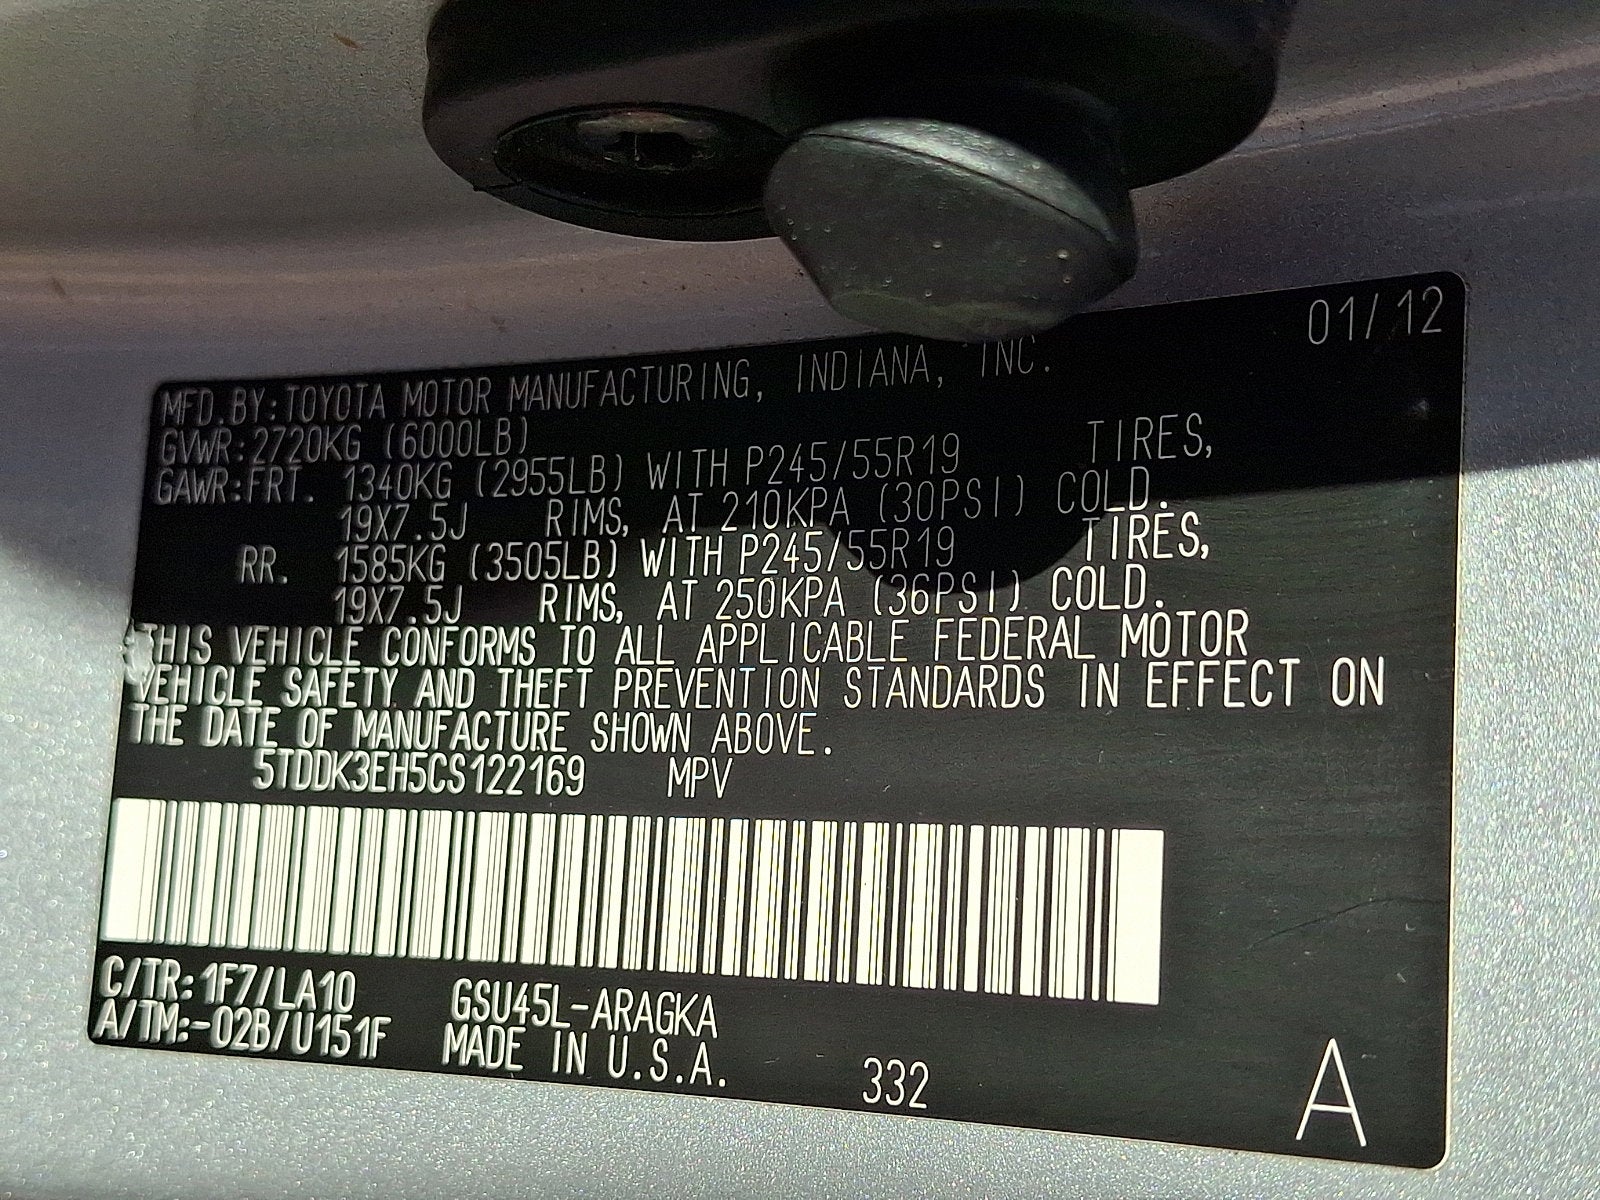 01/12
MFD.BY:TOYOTA MOTOR MANUFACTURING, INDIANA, INC.
GVWR:2720KG (6000LB)
GAWR:FRT. 1340KG (2955LB) WITH P245/55R19 TIRES,
19X7.5J RIMS, AT 210KPA (30PSI) COLD.
RR. 1585KG (3505LB) WITH P245/55R19 TIRES,
19X7.5J RIMS, AT 250KPA (36PSI) COLD.
THIS VEHICLE CONFORMS TO ALL APPLICABLE FEDERAL MOTOR
VEHICLE SAFETY AND THEFT PREVENTION STANDARDS IN EFFECT ON
THE DATE OF MANUFACTURE SHOWN ABOVE.
5TDDK3EH5CS122169 MPV
C/TR:1F7/LA10 GSU45L-ARAGKA
A/TM:-02B/U151F MADE IN U.S.A. 332 A